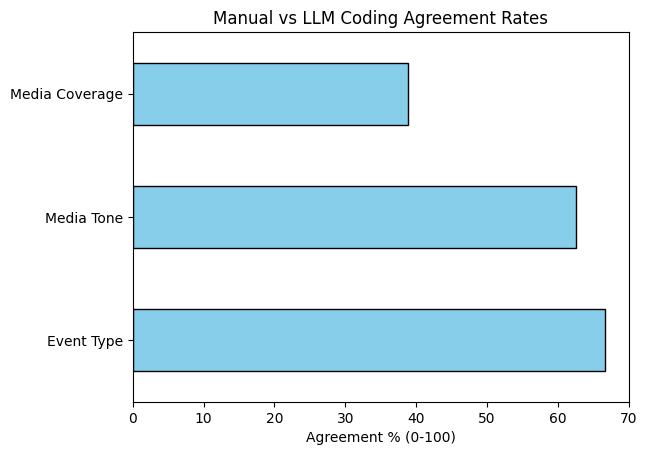 Manual vs LLM Coding Agreement Rates
Media Coverage
Media Tone
Event Type
0 10 20 30 40 50 60 70
Agreement % (0-100)